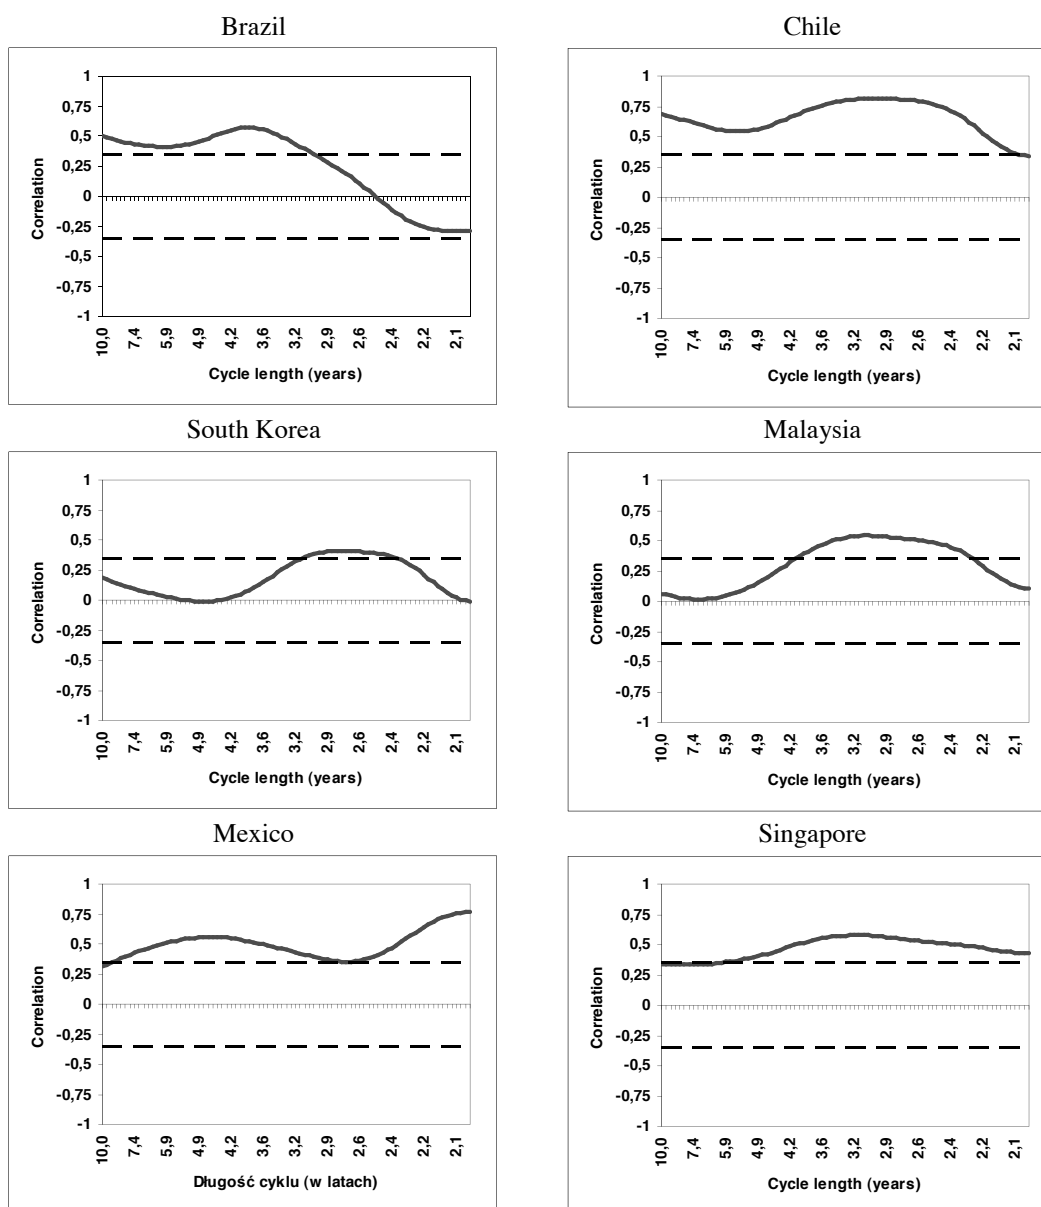 Brazil
Chile
1
0,75
0,5
0,25
0
-0,25
-0,5
-0,75
-1
Correlation
10,0 7,4 5,9 4,9 4,2 3,6 3,2 2,9 2,6 2,4 2,2 2,1
Cycle length (years)
1
0,75
0,5
0,25
0
-0,25
-0,5
-0,75
-1
Correlation
10,0 7,4 5,9 4,9 4,2 3,6 3,2 2,9 2,6 2,4 2,2 2,1
Cycle length (years)
South Korea
Malaysia
1
0,75
0,5
0,25
0
-0,25
-0,5
-0,75
-1
Correlation
10,0 7,4 5,9 4,9 4,2 3,6 3,2 2,9 2,6 2,4 2,2 2,1
Cycle length (years)
1
0,75
0,5
0,25
0
-0,25
-0,5
-0,75
-1
Correlation
10,0 7,4 5,9 4,9 4,2 3,6 3,2 2,9 2,6 2,4 2,2 2,1
Cycle length (years)
Mexico
Singapore
1
0,75
0,5
0,25
0
-0,25
-0,5
-0,75
-1
Correlation
10,0 7,4 5,9 4,9 4,2 3,6 3,2 2,9 2,6 2,4 2,2 2,1
Długość cyklu (w latach)
1
0,75
0,5
0,25
0
-0,25
-0,5
-0,75
-1
Correlation
10,0 7,4 5,9 4,9 4,2 3,6 3,2 2,9 2,6 2,4 2,2 2,1
Cycle length (years)